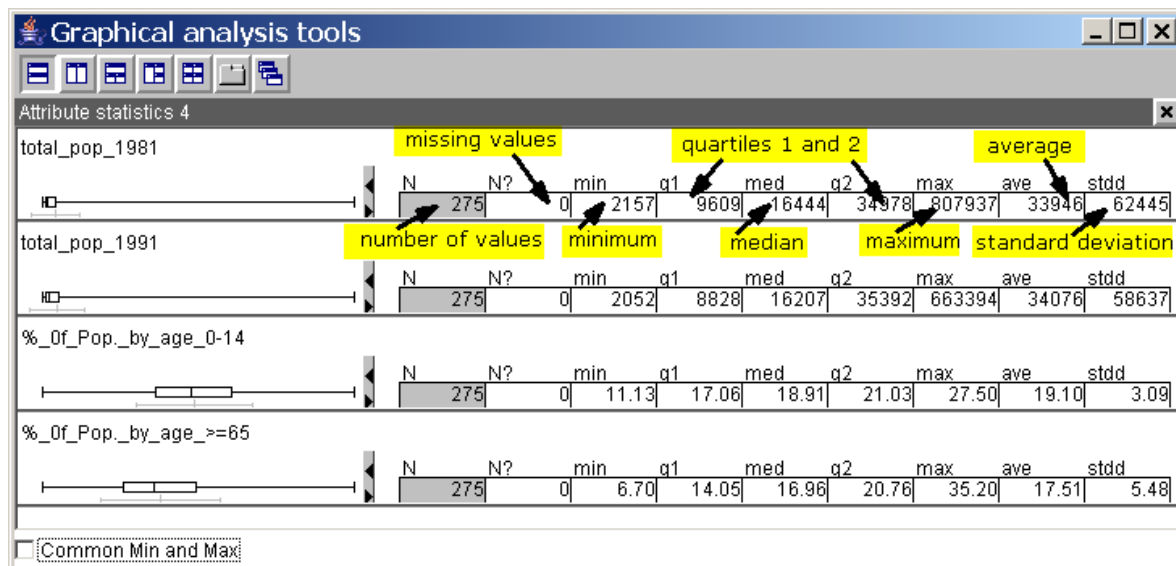 Graphical analysis tools
Attribute statistics 4
total_pop_1981
missing values
quartiles 1 and 2
average
N N? min q1 med q2 max ave stdd
275 0 2157 9609 16444 34978 807937 33946 62445
number of values
minimum
median
maximum
standard deviation
total_pop_1991
N N? min q1 med q2 max ave stdd
275 0 2052 8828 16207 35392 663394 34076 58637
%_0f_Pop._by_age_0-14
N N? min q1 med q2 max ave stdd
275 0 11.13 17.06 18.91 21.03 27.50 19.10 3.09
%_0f_Pop._by_age_>=65
N N? min q1 med q2 max ave stdd
275 0 6.70 14.05 16.96 20.76 35.20 17.51 5.48
Common Min and Max